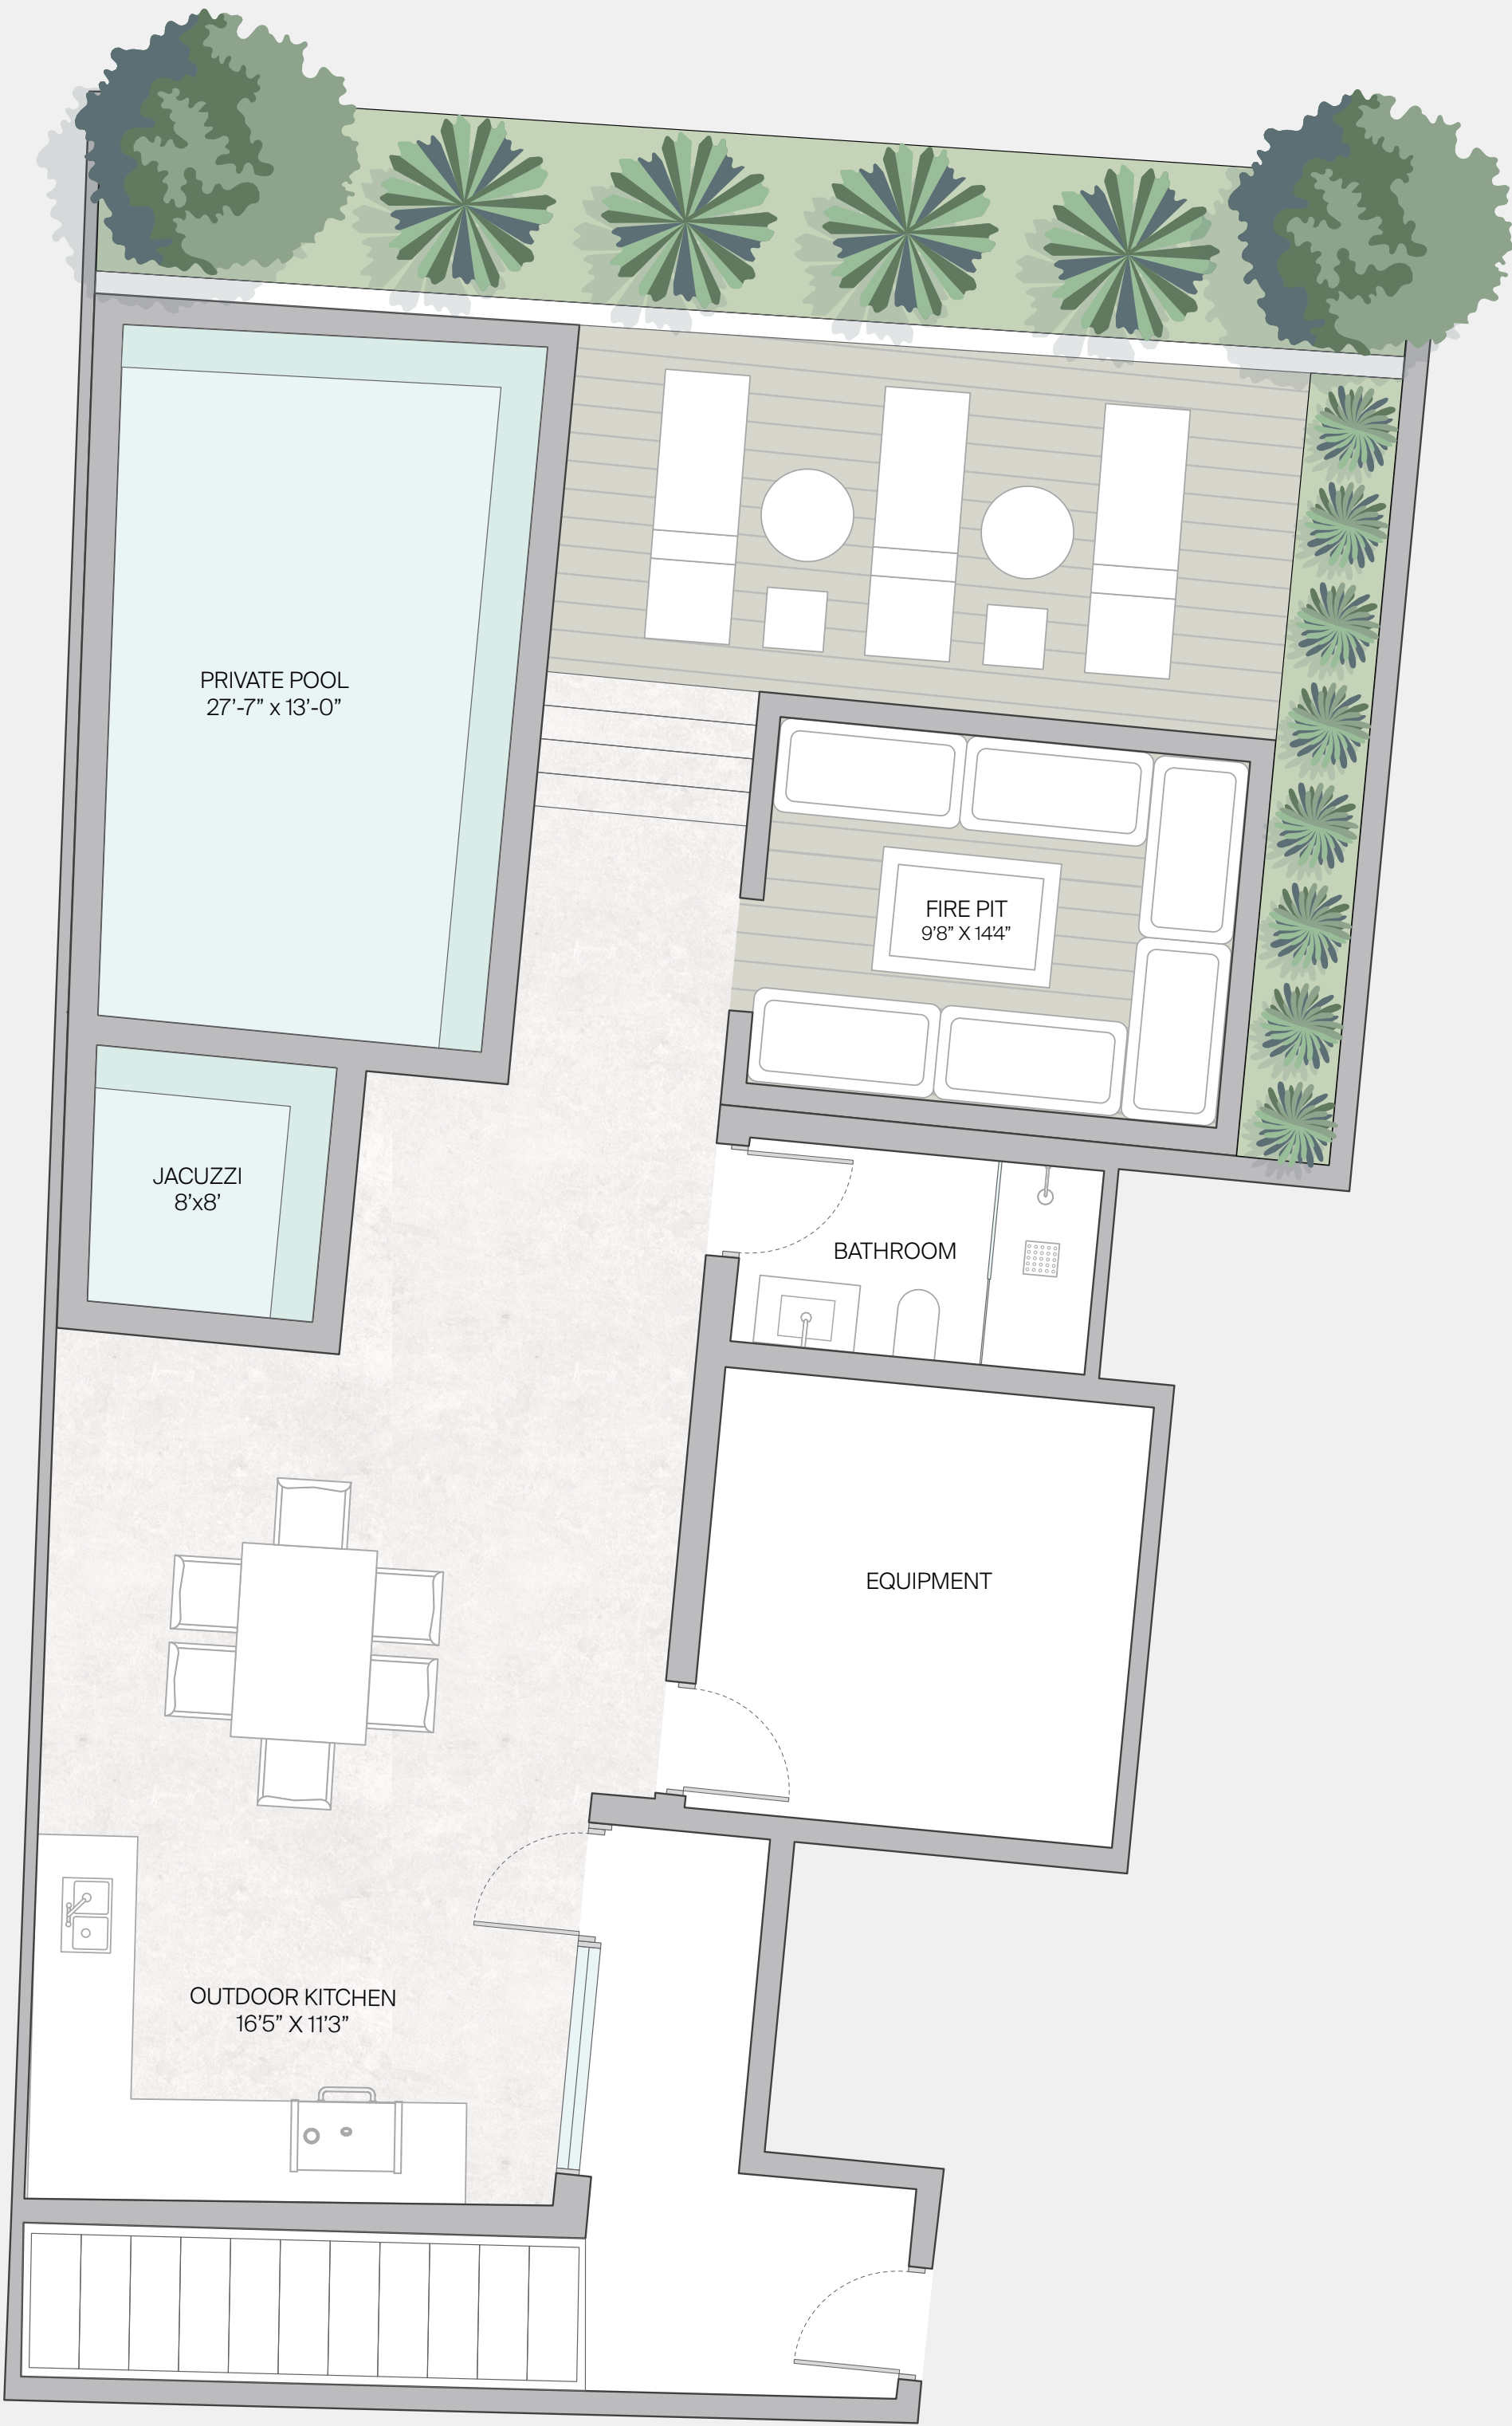 PRIVATE POOL
27'-7” x 13'-0”
FIRE PIT
9'8” X 14'4”
JACUZZI
8'x8'
BATHROOM
EQUIPMENT
OUTDOOR KITCHEN
16'5” X 11'3”